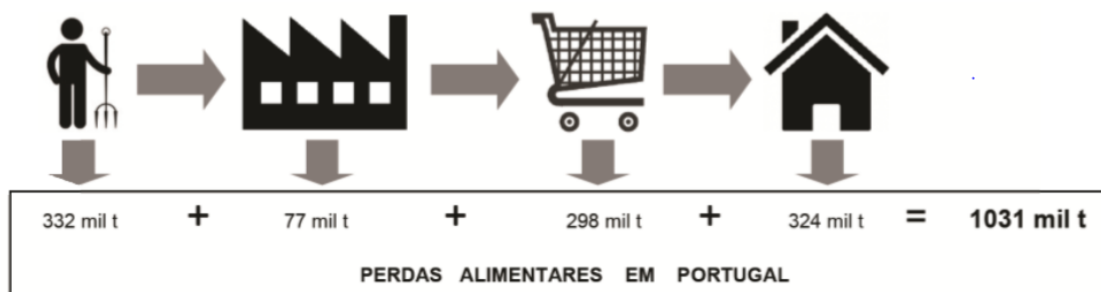 332 mil t + 77 mil t + 298 mil t + 324 mil t = 1031 mil t
PERDAS ALIMENTARES EM PORTUGAL